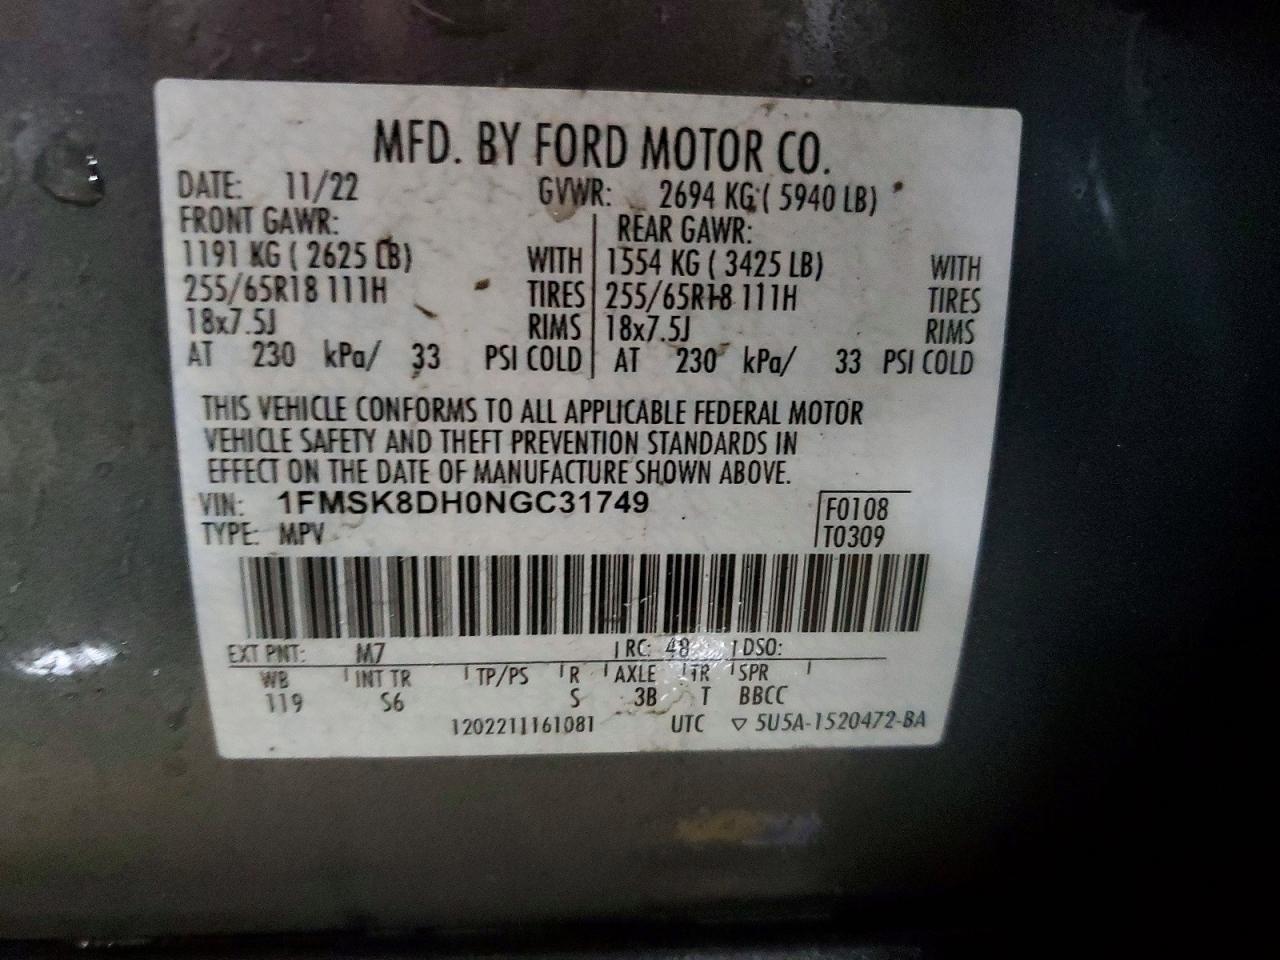 MFD. BY FORD MOTOR CO.
DATE: 11/22 GVWR: 2694 KG ( 5940 LB)
FRONT GAWR: REAR GAWR:
1191 KG ( 2625 LB) WITH 1554 KG ( 3425 LB) WITH
255/65R18 111H TIRES 255/65R18 111H TIRES
18x7.5J RIMS 18x7.5J RIMS
AT 230 kPa/ 33 PSI COLD AT 230 kPa/ 33 PSI COLD
THIS VEHICLE CONFORMS TO ALL APPLICABLE FEDERAL MOTOR
VEHICLE SAFETY AND THEFT PREVENTION STANDARDS IN
EFFECT ON THE DATE OF MANUFACTURE SHOWN ABOVE.
VIN: 1FMSK8DH0NGC31749 F0108
TYPE: MPV T0309
EXT PNT: M7 RC: 48 DSO:
WB INT TR TP/PS R AXLE TR SPR
119 S6 S 3B T BBCC
1202211161081 UTC ▽ 5U5A-1520472-BA